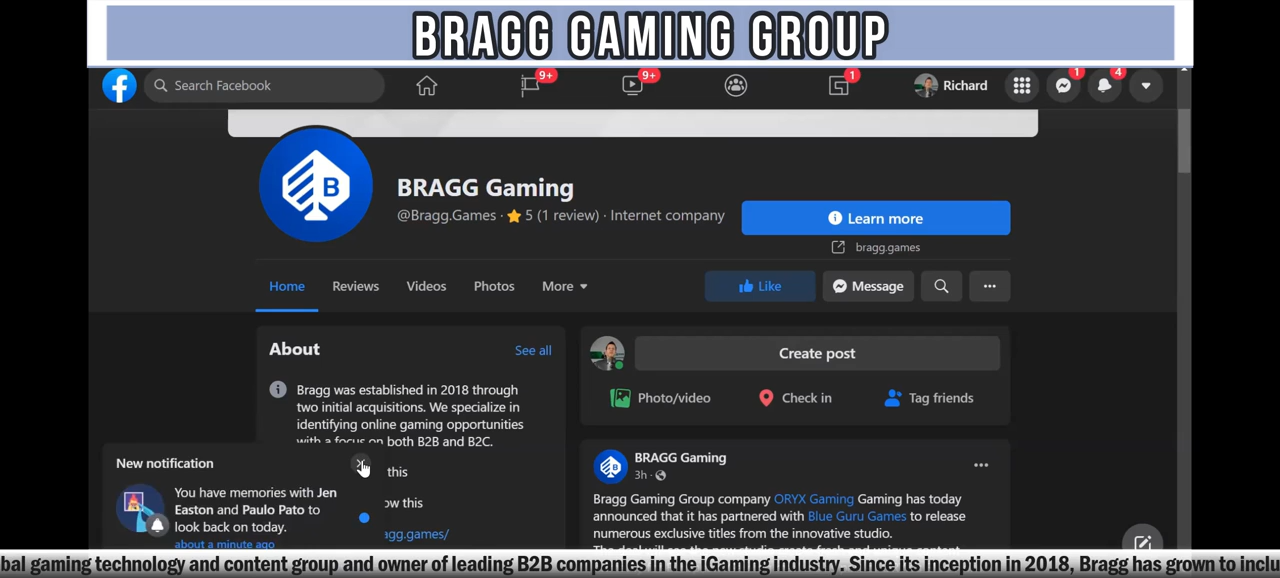 BRAGG GAMING GROUP
Search Facebook
9+
9+
1
Richard
1
4
B
BRAGG Gaming
@Bragg.Games · 5 (1 review) · Internet company
Learn more
bragg.games
Home
Reviews
Videos
Photos
More
Like
Message
About
See all
Bragg was established in 2018 through
two initial acquisitions. We specialize in
identifying online gaming opportunities
with a focus on both B2B and B2C.
this
ow this
agg.games/
New notification
You have memories with Jen
Easton and Paulo Pato to
look back on today.
about a minute ago
Create post
Photo/video
Check in
Tag friends
BRAGG Gaming
3h ·
Bragg Gaming Group company ORYX Gaming Gaming has today
announced that it has partnered with Blue Guru Games to release
numerous exclusive titles from the innovative studio.
bal gaming technology and content group and owner of leading B2B companies in the iGaming industry. Since its inception in 2018, Bragg has grown to inclu